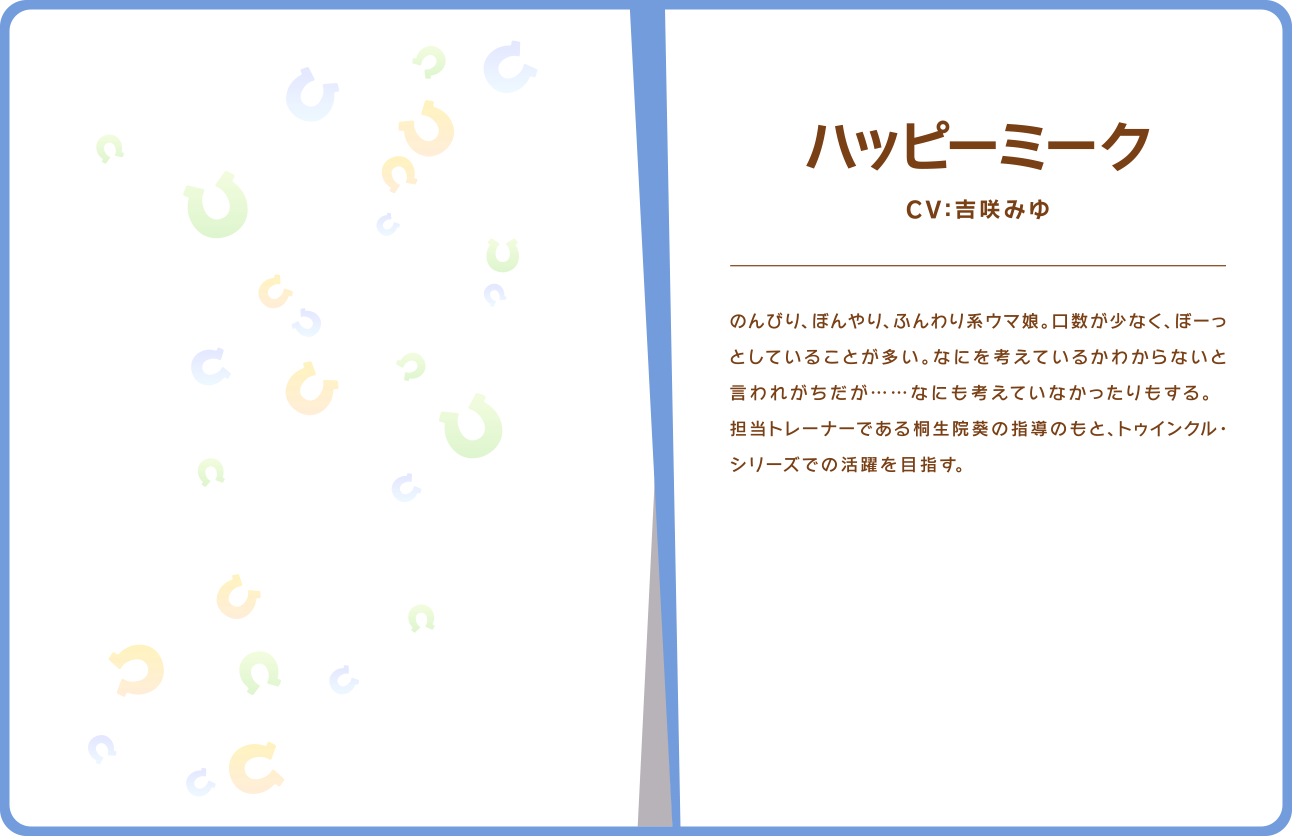 ハッピーミーク
CV:吉咲みゆ
のんびり、ぼんやり、ふんわり系ウマ娘。口数が少なく、ぼーっ
としていることが多い。なにを考えているかわからないと
言われがちだが……なにも考えていなかったりもする。
担当トレーナーである桐生院葵の指導のもと、トゥインクル・
シリーズでの活躍を目指す。